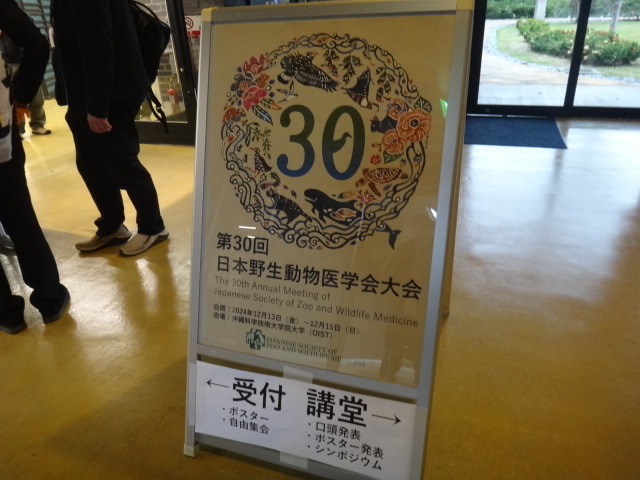 30
第30回
日本野生動物医学会大会
The 30th Annual Meeting of
Japanese Society of Zoo and Wildlife Medicine
会期：2024年12月13日（金）～12月15日（日）
会場：沖縄科学技術大学院大学（OIST）
JAPANESE SOCIETY OF
ZOO AND WILDLIFE MEDICINE
←受付
・ポスター
・自由集会
講堂→
・口頭発表
・ポスター発表
・シンポジウム